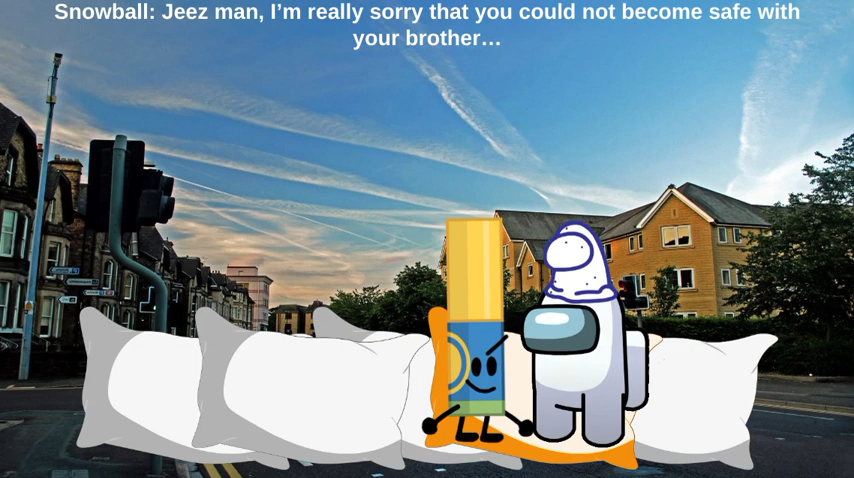 Snowball: Jeez man, I’m really sorry that you could not become safe with
your brother…